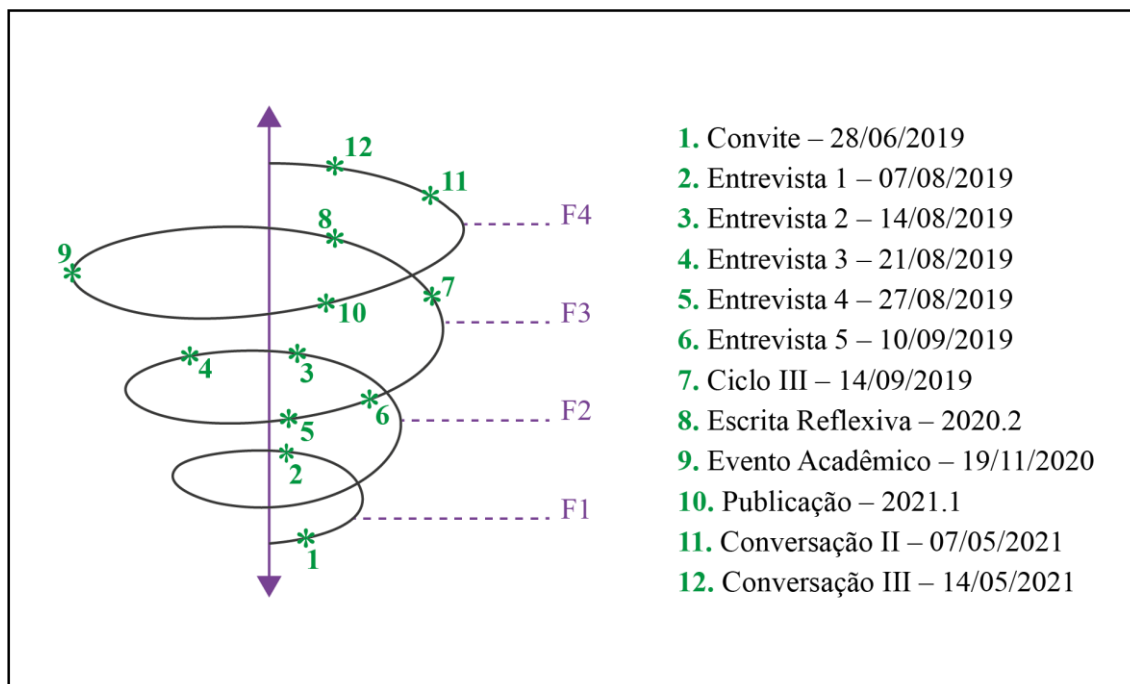 12
11
F4
8
9
7
10
F3
4
3
6
5
F2
2
F1
1
1. Convite – 28/06/2019
2. Entrevista 1 – 07/08/2019
3. Entrevista 2 – 14/08/2019
4. Entrevista 3 – 21/08/2019
5. Entrevista 4 – 27/08/2019
6. Entrevista 5 – 10/09/2019
7. Ciclo III – 14/09/2019
8. Escrita Reflexiva – 2020.2
9. Evento Acadêmico – 19/11/2020
10. Publicação – 2021.1
11. Conversação II – 07/05/2021
12. Conversação III – 14/05/2021